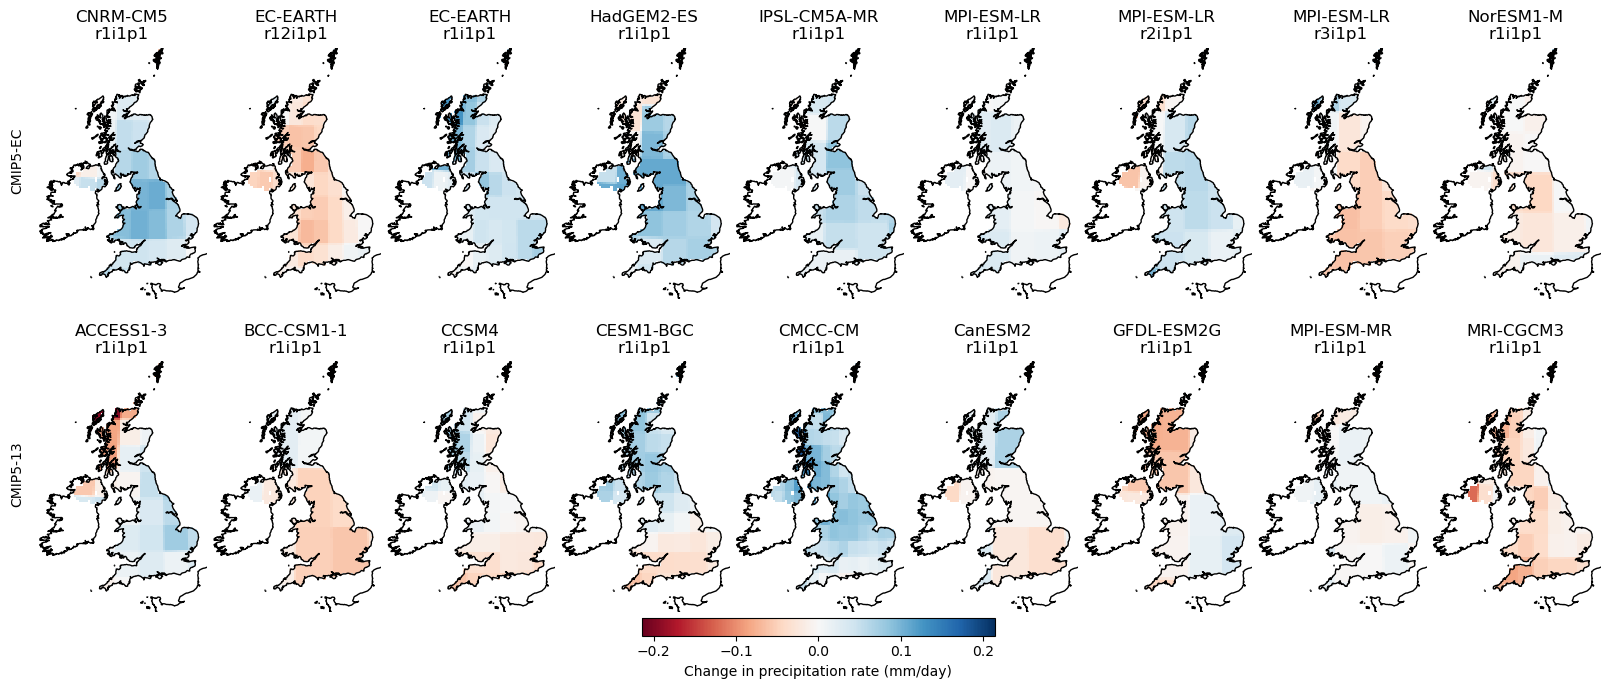 CNRM-CM5
r1i1p1
EC-EARTH
r12i1p1
EC-EARTH
r1i1p1
HadGEM2-ES
r1i1p1
IPSL-CM5A-MR
r1i1p1
MPI-ESM-LR
r1i1p1
MPI-ESM-LR
r2i1p1
MPI-ESM-LR
r3i1p1
NorESM1-M
r1i1p1
CMIP5-EC
ACCESS1-3
r1i1p1
BCC-CSM1-1
r1i1p1
CCSM4
r1i1p1
CESM1-BGC
r1i1p1
CMCC-CM
r1i1p1
CanESM2
r1i1p1
GFDL-ESM2G
r1i1p1
MPI-ESM-MR
r1i1p1
MRI-CGCM3
r1i1p1
CMIP5-13
−0.2 −0.1 0.0 0.1 0.2
Change in precipitation rate (mm/day)